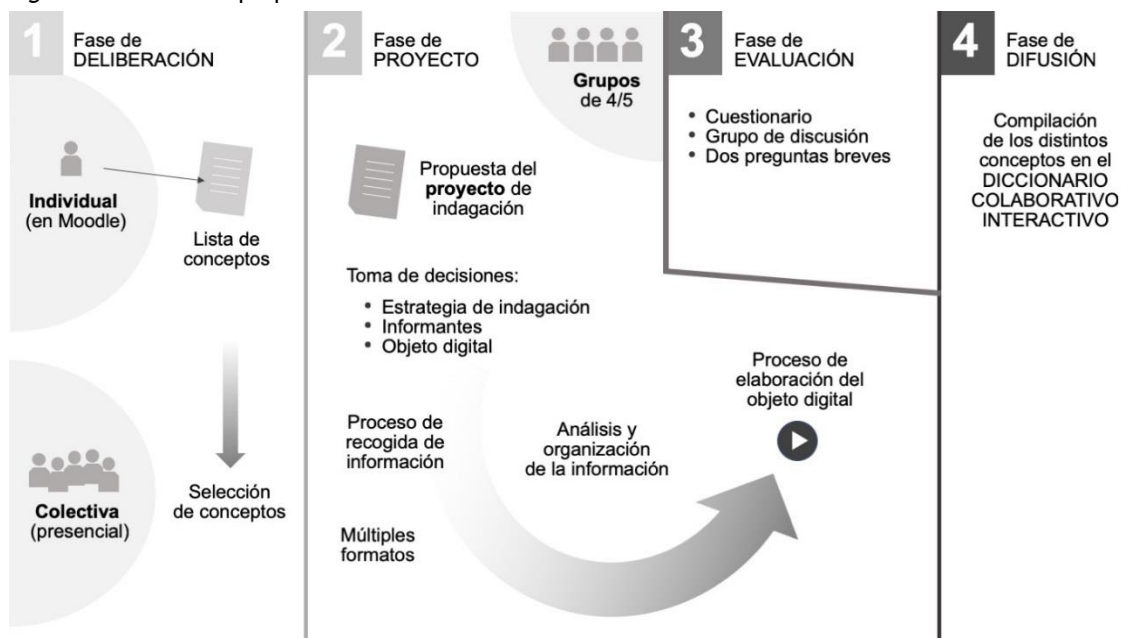 1
Fase de
DELIBERACIÓN
Individual
(en Moodle)
Lista de
conceptos
Colectiva
(presencial)
Selección
de conceptos
2
Fase de
PROYECTO
Grupos
de 4/5
Propuesta del
proyecto de
indagación
Toma de decisiones:
• Estrategia de indagación
• Informantes
• Objeto digital
Proceso de
recogida de
información
Múltiples
formatos
Análisis y
organización
de la información
Proceso de
elaboración del
objeto digital
3
Fase de
EVALUACIÓN
• Cuestionario
• Grupo de discusión
• Dos preguntas breves
4
Fase de
DIFUSIÓN
Compilación
de los distintos
conceptos en el
DICCIONARIO
COLABORATIVO
INTERACTIVO